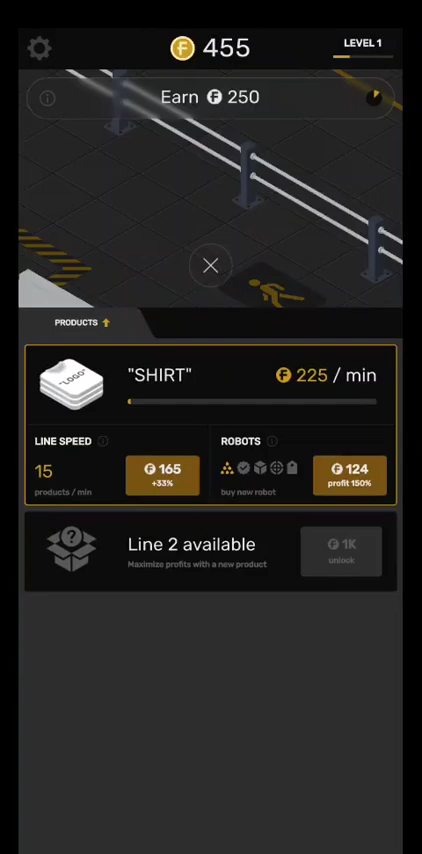 455
LEVEL 1
Earn F 250
PRODUCTS
"LOGO"
"SHIRT"
F 225 / min
LINE SPEED
15
products / min
F 165
+33%
ROBOTS
buy new robot
F 124
profit 150%
Line 2 available
Maximize profits with a new product
F 1K
unlock